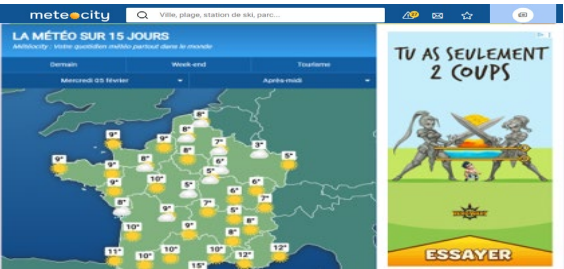 meteocity
Ville, plage, station de ski, parc...
LA MÉTÉO SUR 15 JOURS
Météocity : Votre quotidien météo partout dans le monde
Demain Week-end Tourisme
Mercredi 05 février Après-midi
8°
9° 9° 8° 7° 3°
9° 9° 8° 8° 6° 5°
9° 10° 5° 5° 6° 7°
8° 9° 7° 5°
10° 9° 8° 8°
11° 10° 10° 10° 12° 12°
15°
TU AS SEULEMENT
2 COUPS
ESSAYER